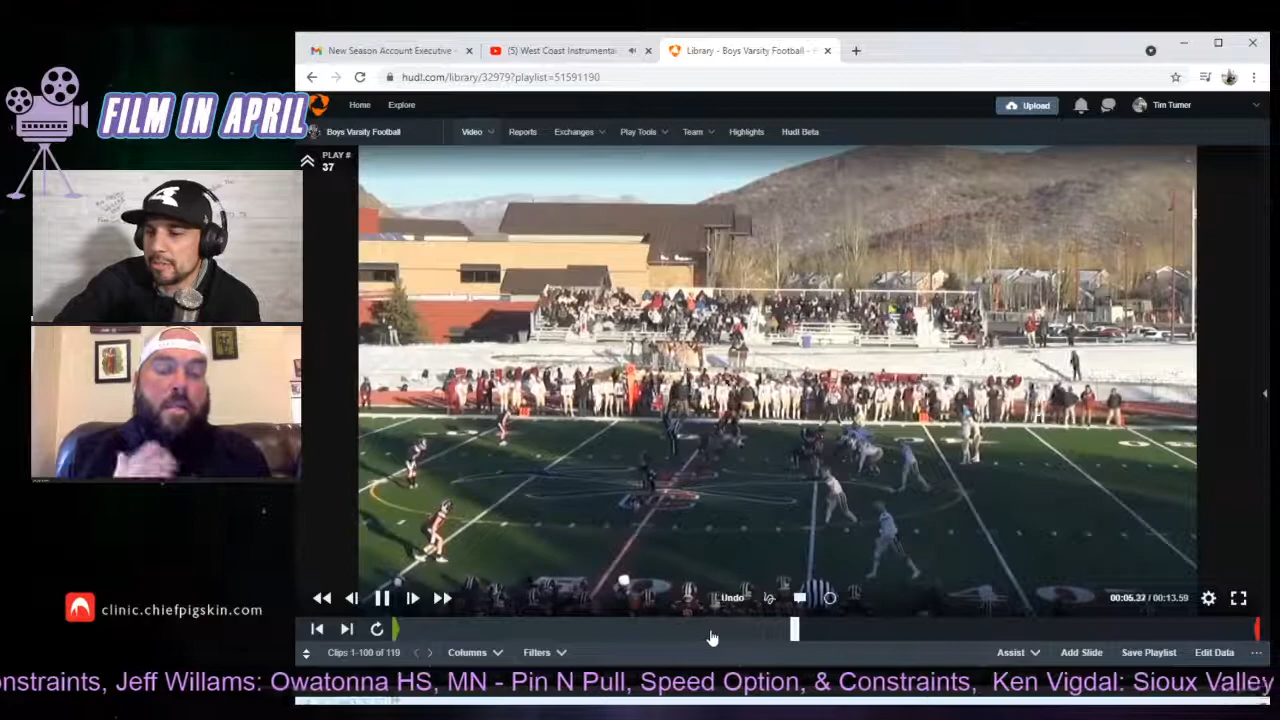 FILM IN APRIL
New Season Account Executive -
(5) West Coast Instrumenta
Library - Boys Varsity Football -
hudl.com/library/32979?playlist=51591190
Home
Explore
Upload
Tim Turner
Boys Varsity Football
Video
Reports
Exchanges
Play Tools
Team
Highlights
Hudl Beta
PLAY #
37
Undo
00:13.59
clinic.chiefpigskin.com
Clips 1-100 of 119
Columns
Filters
Assist
Add Slide
Save Playlist
Edit Data
onstraints, Jeff Willams: Owatonna HS, MN - Pin N Pull, Speed Option, & Constraints, Ken Vigdal: Sioux Valley